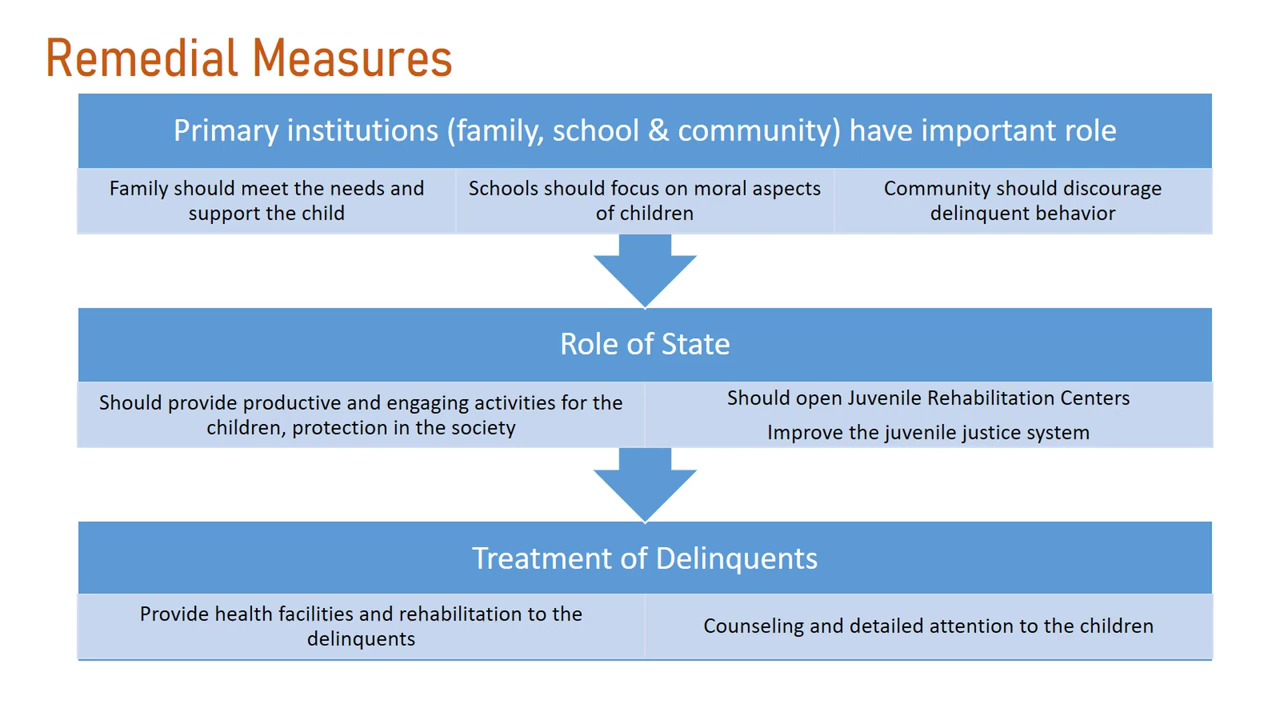 Remedial Measures
Primary institutions (family, school & community) have important role
Family should meet the needs and
support the child
Schools should focus on moral aspects
of children
Community should discourage
delinquent behavior
Role of State
Should provide productive and engaging activities for the
children, protection in the society
Should open Juvenile Rehabilitation Centers
Improve the juvenile justice system
Treatment of Delinquents
Provide health facilities and rehabilitation to the
delinquents
Counseling and detailed attention to the children